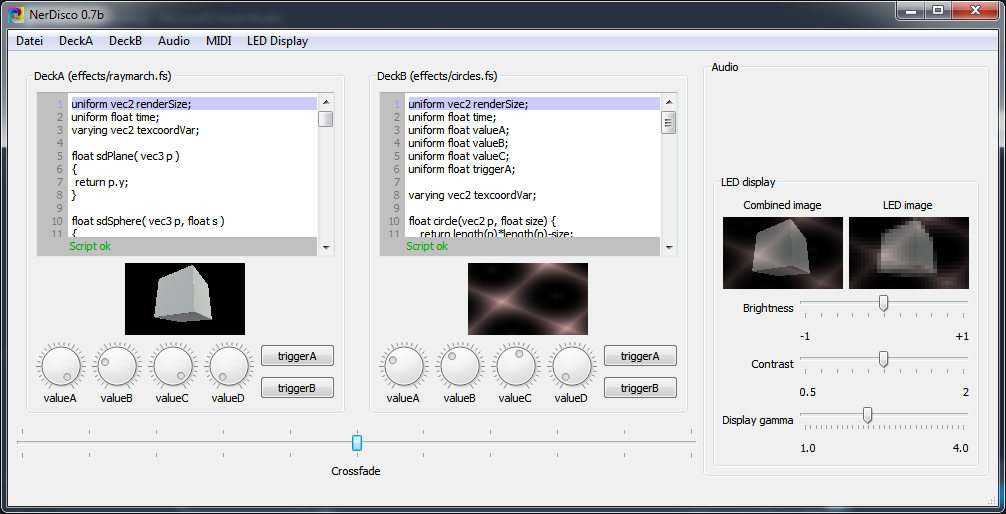 NerDisco 0.7b
Datei DeckA DeckB Audio MIDI LED Display
DeckA (effects/raymarch.fs)
1 uniform vec2 renderSize;
2 uniform float time;
3 varying vec2 texcoordVar;
4
5 float sdPlane( vec3 p )
6 {
7 return p.y;
8 }
9
10 float sdSphere( vec3 p, float s )
11 {
Script ok
valueA valueB valueC valueD
triggerA
triggerB
DeckB (effects/circles.fs)
1 uniform vec2 renderSize;
2 uniform float time;
3 uniform float valueA;
4 uniform float valueB;
5 uniform float valueC;
6 uniform float triggerA;
7
8 varying vec2 texcoordVar;
9
10 float circle(vec2 p, float size) {
11 return length(p)*length(p)-size;
Script ok
valueA valueB valueC valueD
triggerA
triggerB
Crossfade
Audio
LED display
Combined image LED image
Brightness
-1 +1
Contrast
0.5 2
Display gamma
1.0 4.0